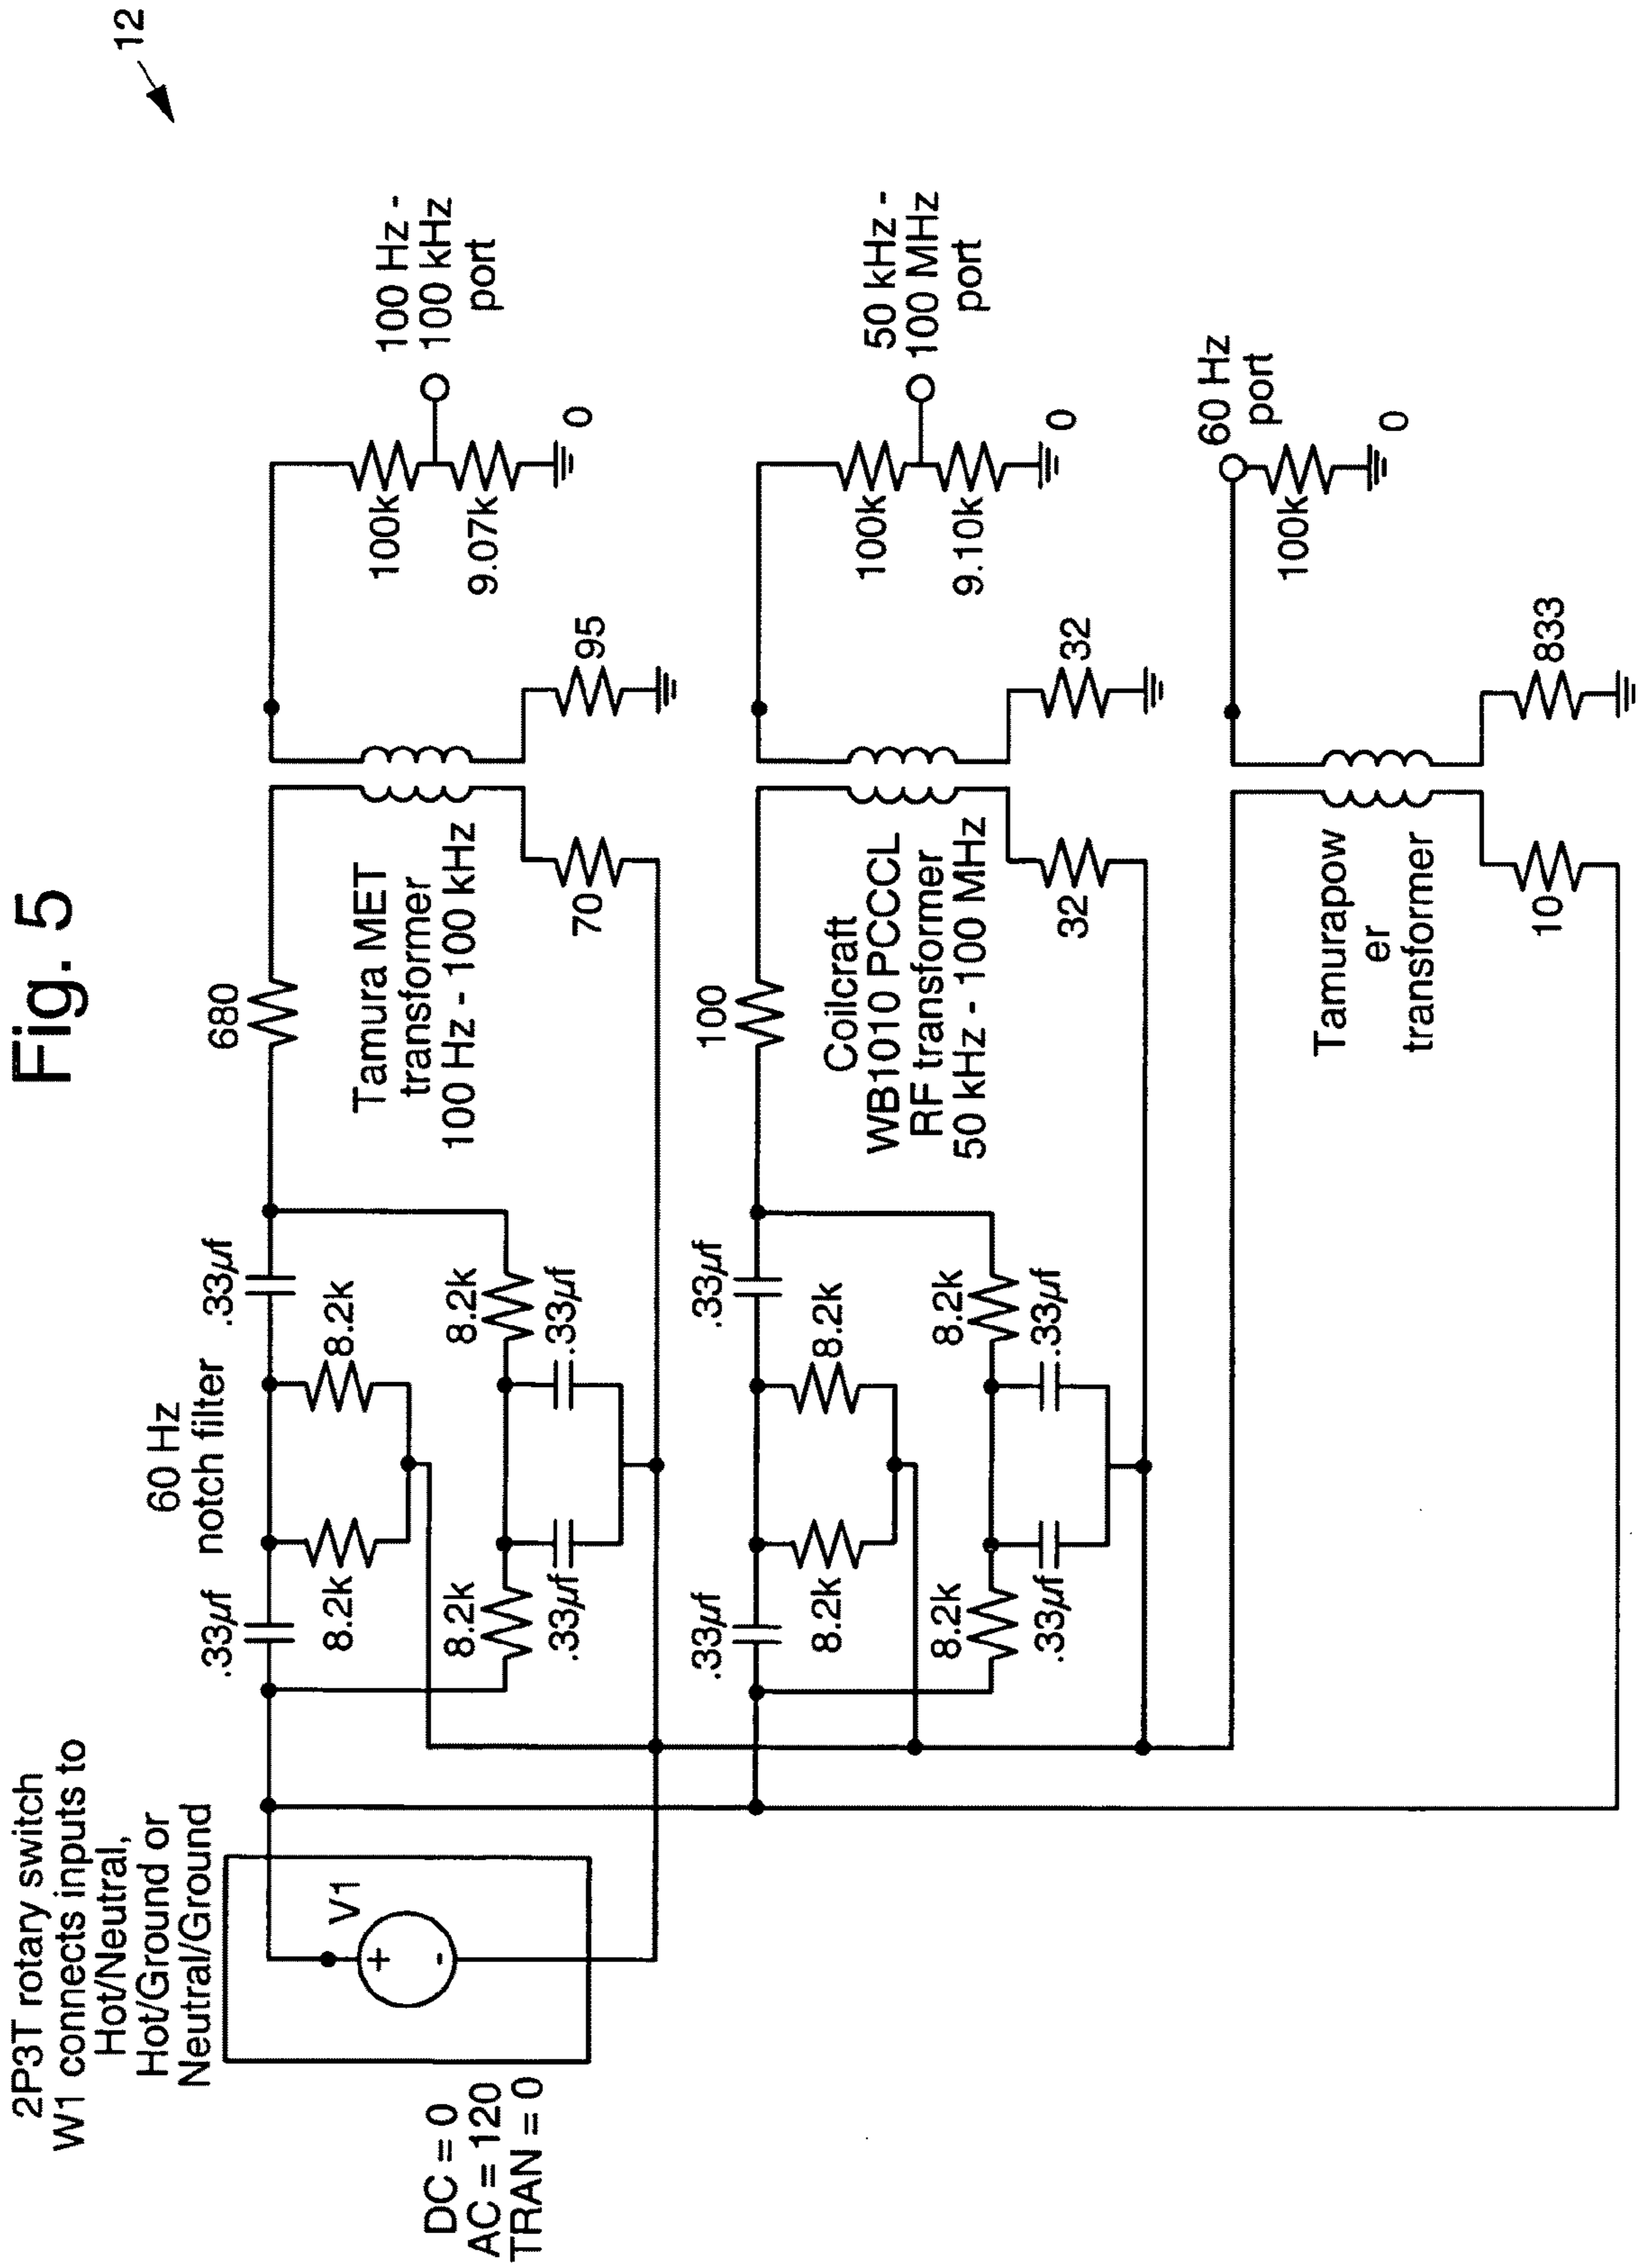 Fig. 5
12
2P3T rotary switch
W1 connects inputs to
Hot/Neutral,
Hot/Ground or
Neutral/Ground
V1
+
-
DC = 0
AC = 120
TRAN = 0
60 Hz
notch filter
.33μf
.33μf
8.2k
8.2k
8.2k
8.2k
.33μf
.33μf
680
Tamura MET
transformer
100 Hz - 100 kHz
70
95
100k
9.07k
0
100 Hz -
100 kHz
port
.33μf
.33μf
8.2k
8.2k
8.2k
8.2k
.33μf
.33μf
100
Coilcraft
WB1010 PCCCL
RF transformer
50 kHz - 100 MHz
32
32
100k
9.10k
0
50 kHz -
100 MHz
port
Tamurapow
er
transformer
10
833
60 Hz
port
100k
0